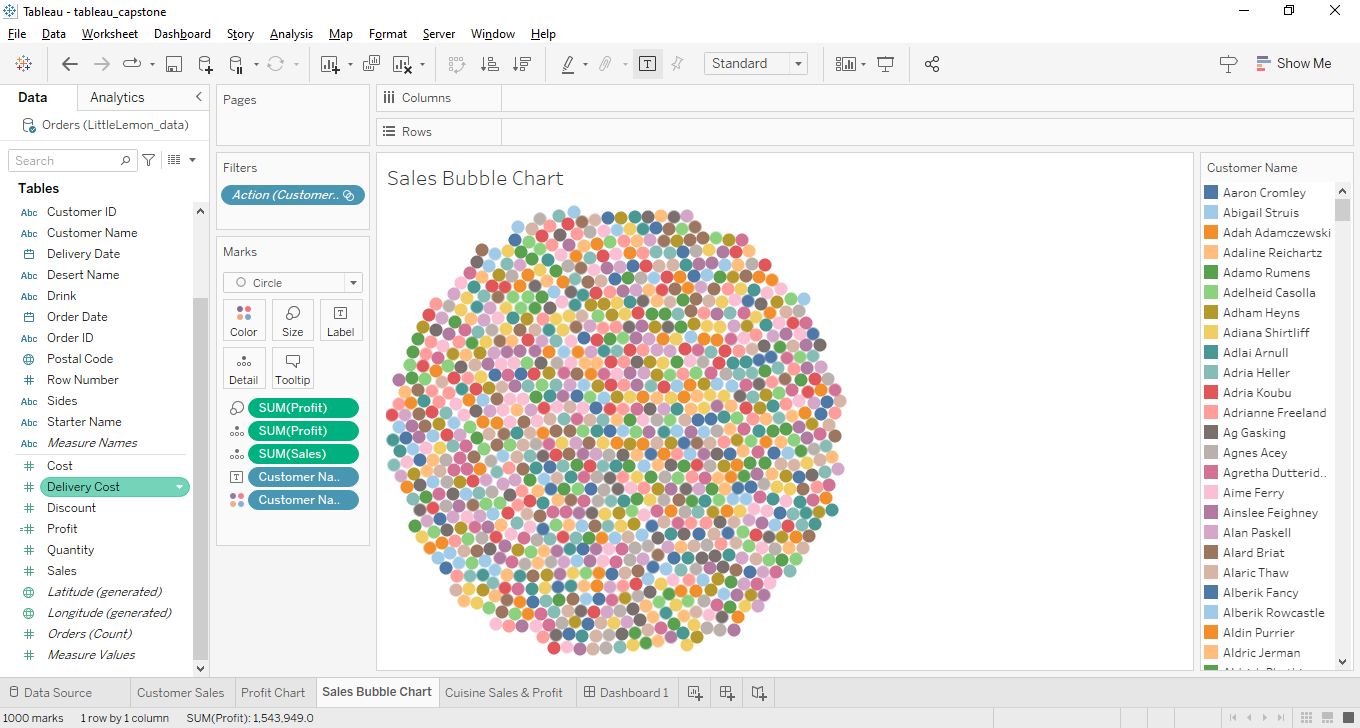 Tableau - tableau_capstone
File Data Worksheet Dashboard Story Analysis Map Format Server Window Help
Standard
Show Me
Data
Analytics
Orders (LittleLemon_data)
Search
Tables
Abc Customer ID
Abc Customer Name
Delivery Date
Abc Desert Name
Abc Drink
Order Date
Abc Order ID
Postal Code
# Row Number
Abc Sides
Abc Starter Name
Abc Measure Names
# Cost
# Delivery Cost
# Discount
=# Profit
# Quantity
# Sales
Latitude (generated)
Longitude (generated)
# Orders (Count)
# Measure Values
Pages
Filters
Action (Customer..
Marks
Circle
Color
Size
T
Label
Detail
Tooltip
SUM(Profit)
SUM(Profit)
SUM(Sales)
T Customer Na..
Customer Na..
Columns
Rows
Sales Bubble Chart
Customer Name
Aaron Cromley
Abigail Struis
Adah Adamczewski
Adaline Reichartz
Adamo Rumens
Adelheid Casolla
Adham Heyns
Adiana Shirtliff
Adlai Arnull
Adria Heller
Adria Koubu
Adrianne Freeland
Ag Gasking
Agnes Acey
Agretha Dutterid..
Aime Ferry
Ainslee Feighney
Alan Paskell
Alard Briat
Alaric Thaw
Alberik Fancy
Alberik Rowcastle
Aldin Purrier
Aldric Jerman
Data Source
Customer Sales
Profit Chart
Sales Bubble Chart
Cuisine Sales & Profit
Dashboard 1
1000 marks
1 row by 1 column
SUM(Profit): 1,543,949.0